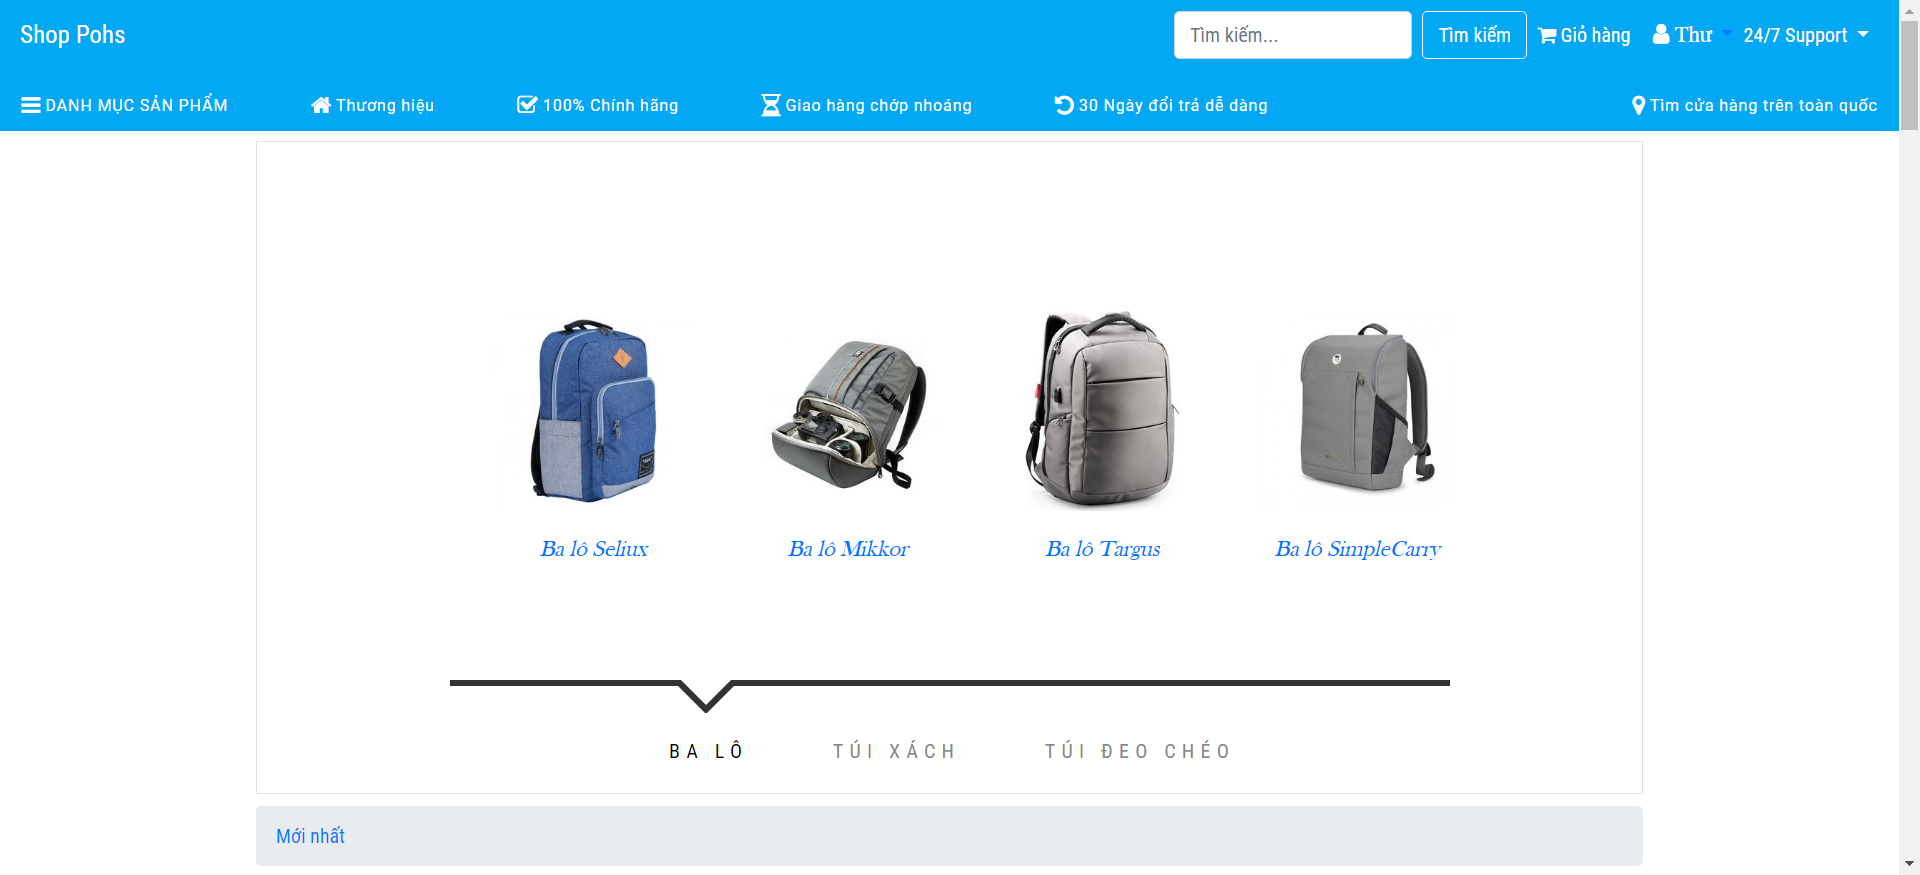 Shop Pohs
Tìm kiếm...
Tìm kiếm
Giỏ hàng
Thư
24/7 Support
DANH MỤC SẢN PHẨM
Thương hiệu
100% Chính hãng
Giao hàng chớp nhoáng
30 Ngày đổi trả dễ dàng
Tìm cửa hàng trên toàn quốc
Ba lô Seliux
Ba lô Mikkor
Ba lô Targus
Ba lô SimpleCarry
BA LÔ
TÚI XÁCH
TÚI ĐEO CHÉO
Mới nhất